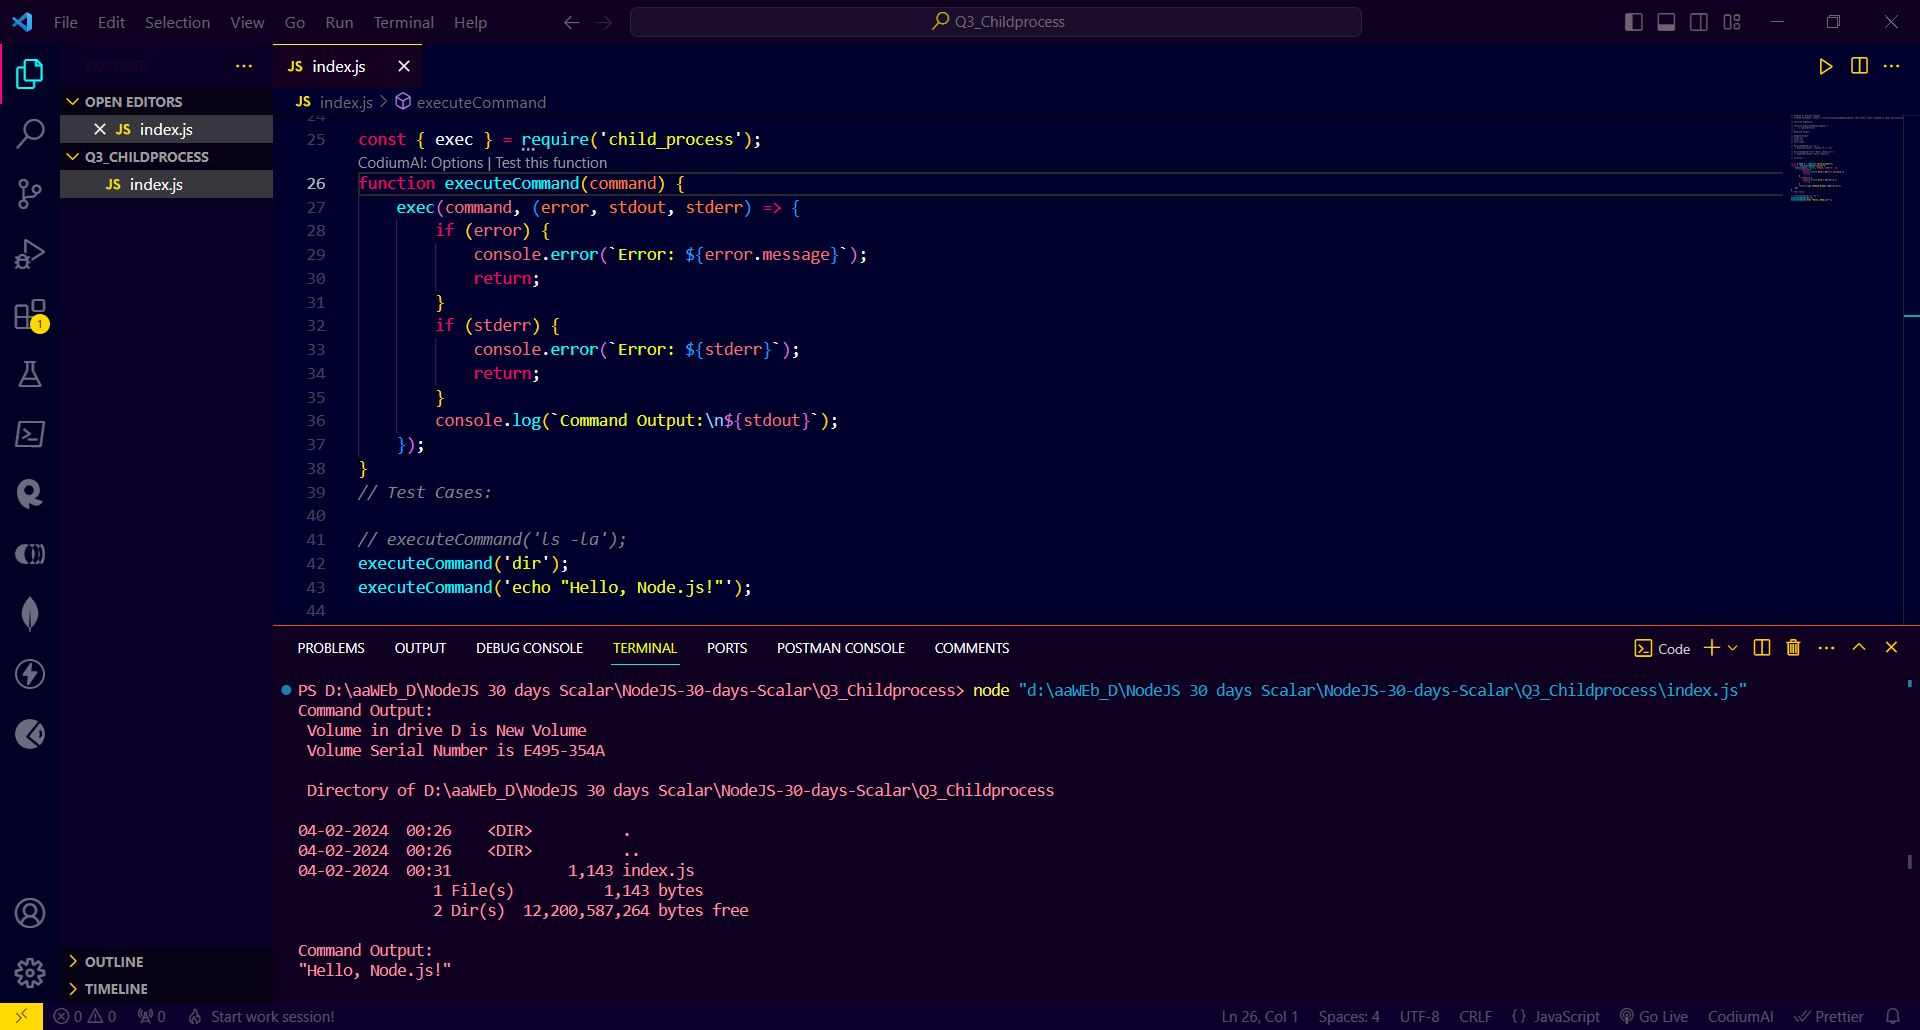 File Edit Selection View Go Run Terminal Help
Q3_Childprocess
EXPLORER
OPEN EDITORS
JS index.js
Q3_CHILDPROCESS
JS index.js
OUTLINE
TIMELINE
1
JS index.js
JS index.js > executeCommand
24
25 const { exec } = require('child_process');
CodiumAI: Options | Test this function
26 function executeCommand(command) {
27 exec(command, (error, stdout, stderr) => {
28 if (error) {
29 console.error(`Error: ${error.message}`);
30 return;
31 }
32 if (stderr) {
33 console.error(`Error: ${stderr}`);
34 return;
35 }
36 console.log(`Command Output:\n${stdout}`);
37 });
38 }
39 // Test Cases:
40
41 // executeCommand('ls -la');
42 executeCommand('dir');
43 executeCommand('echo "Hello, Node.js!"');
44
PROBLEMS OUTPUT DEBUG CONSOLE TERMINAL PORTS POSTMAN CONSOLE COMMENTS
Code
PS D:\aaWEb_D\NodeJS 30 days Scalar\NodeJS-30-days-Scalar\Q3_Childprocess> node "d:\aaWEb_D\NodeJS 30 days Scalar\NodeJS-30-days-Scalar\Q3_Childprocess\index.js"
Command Output:
Volume in drive D is New Volume
Volume Serial Number is E495-354A
Directory of D:\aaWEb_D\NodeJS 30 days Scalar\NodeJS-30-days-Scalar\Q3_Childprocess
04-02-2024 00:26 <DIR> .
04-02-2024 00:26 <DIR> ..
04-02-2024 00:31 1,143 index.js
1 File(s) 1,143 bytes
2 Dir(s) 12,200,587,264 bytes free
Command Output:
"Hello, Node.js!"
0 0 0 Start work session! Ln 26, Col 1 Spaces: 4 UTF-8 CRLF {} JavaScript Go Live CodiumAI Prettier